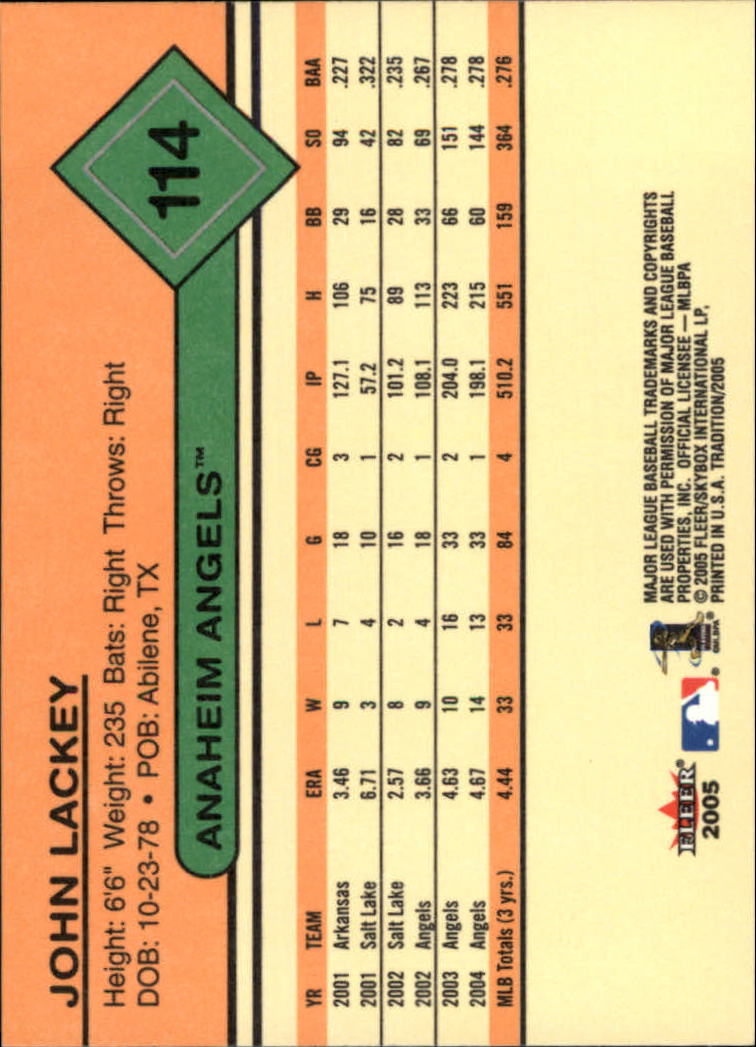 JOHN LACKEY
Height: 6'6" Weight: 235 Bats: Right Throws: Right
DOB: 10-23-78 • POB: Abilene, TX
114
ANAHEIM ANGELS™
YR TEAM ERA W L G CG IP H BB SO BAA
2001 Arkansas 3.46 9 7 18 3 127.1 106 29 94 .227
2001 Salt Lake 6.71 3 4 10 1 57.2 75 16 42 .322
2002 Salt Lake 2.57 8 2 16 2 101.2 89 28 82 .235
2002 Angels 3.66 9 4 18 1 108.1 113 33 69 .267
2003 Angels 4.63 10 16 33 2 204.0 223 66 151 .278
2004 Angels 4.67 14 13 33 1 198.1 215 60 144 .278
MLB Totals (3 yrs.) 4.44 33 33 84 4 510.2 551 159 364 .276
FLEER®
2005
MAJOR LEAGUE BASEBALL TRADEMARKS AND COPYRIGHTS
ARE USED WITH PERMISSION OF MAJOR LEAGUE BASEBALL
PROPERTIES, INC. OFFICIAL LICENSEE — MLBPA
© 2005 FLEER/SKYBOX INTERNATIONAL LP,
PRINTED IN U.S.A. TRADITION/2005
©MLBPA